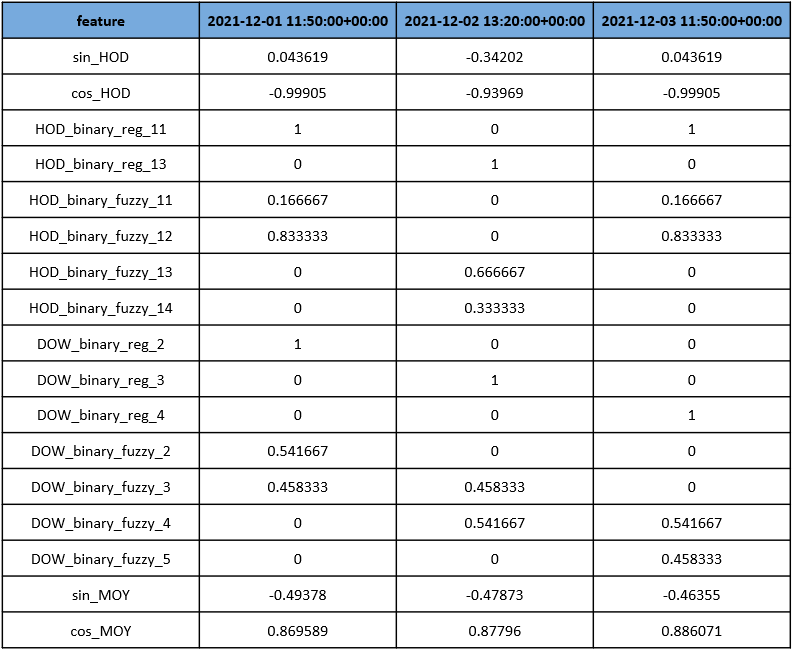 feature 2021-12-01 11:50:00+00:00 2021-12-02 13:20:00+00:00 2021-12-03 11:50:00+00:00
sin_HOD 0.043619 -0.34202 0.043619
cos_HOD -0.99905 -0.93969 -0.99905
HOD_binary_reg_11 1 0 1
HOD_binary_reg_13 0 1 0
HOD_binary_fuzzy_11 0.166667 0 0.166667
HOD_binary_fuzzy_12 0.833333 0 0.833333
HOD_binary_fuzzy_13 0 0.666667 0
HOD_binary_fuzzy_14 0 0.333333 0
DOW_binary_reg_2 1 0 0
DOW_binary_reg_3 0 1 0
DOW_binary_reg_4 0 0 1
DOW_binary_fuzzy_2 0.541667 0 0
DOW_binary_fuzzy_3 0.458333 0.458333 0
DOW_binary_fuzzy_4 0 0.541667 0.541667
DOW_binary_fuzzy_5 0 0 0.458333
sin_MOY -0.49378 -0.47873 -0.46355
cos_MOY 0.869589 0.87796 0.886071